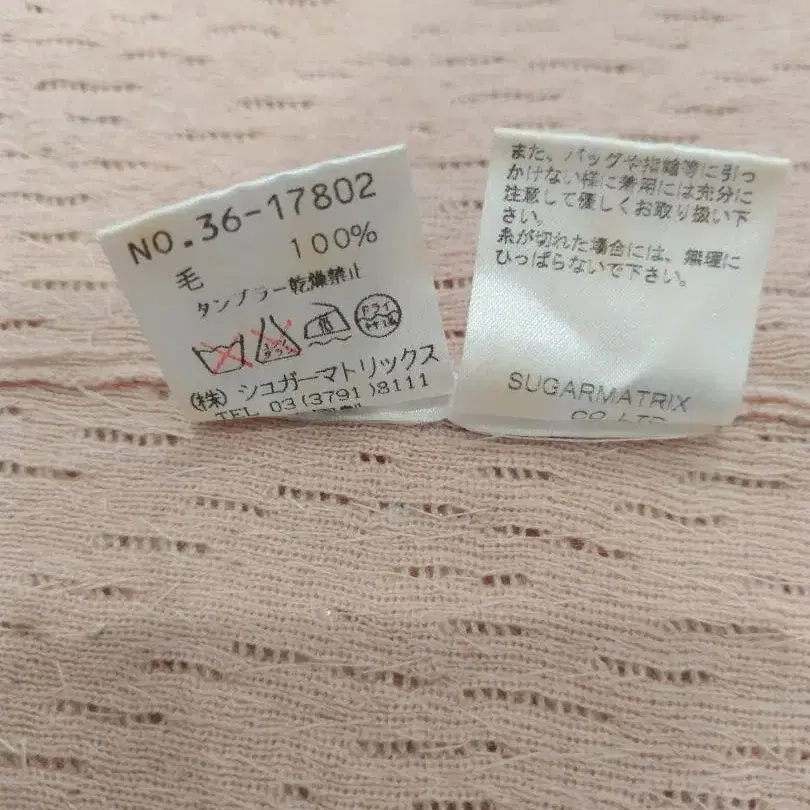 NO.36-17802
毛 100%
タンブラー乾燥禁止
ドライ
(株) シュガーマトリックス
TEL 03(3791)8111
また、バッグや指輪等に引っ
かけない様に着用には充分に
注意して優しくお取り扱い下
さい。
糸が切れた場合には、無理に
ひっぱらないで下さい。
SUGARMATRIX
CO.LTD